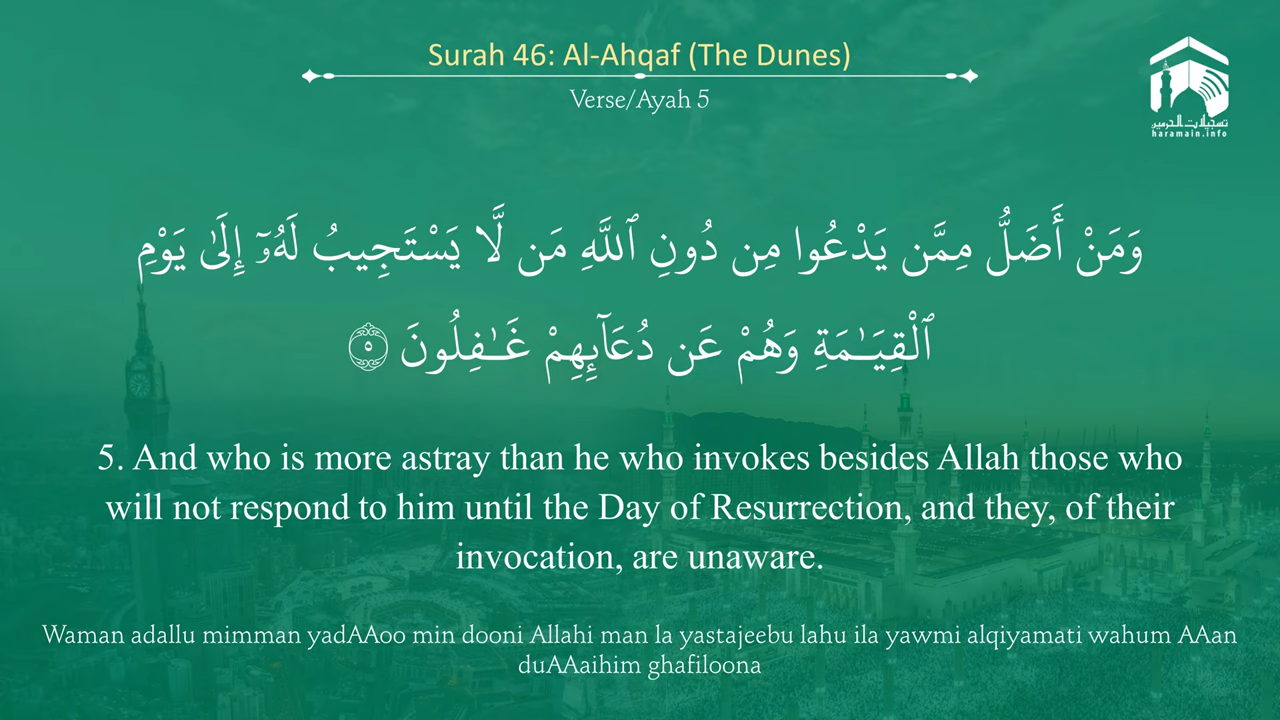 Surah 46: Al-Ahqaf (The Dunes)
Verse/Ayah 5
تسجيلات الحرمين
haramain.info
وَمَنْ أَضَلُّ مِمَّن يَدْعُوا مِن دُونِ ٱللَّهِ مَن لَّا يَسْتَجِيبُ لَهُۥٓ إِلَىٰ يَوْمِ
ٱلْقِيَـٰمَةِ وَهُمْ عَن دُعَآئِهِمْ غَـٰفِلُونَ ٥
5. And who is more astray than he who invokes besides Allah those who
will not respond to him until the Day of Resurrection, and they, of their
invocation, are unaware.
Waman adallu mimman yadAAoo min dooni Allahi man la yastajeebu lahu ila yawmi alqiyamati wahum AAan
duAAaihim ghafiloona